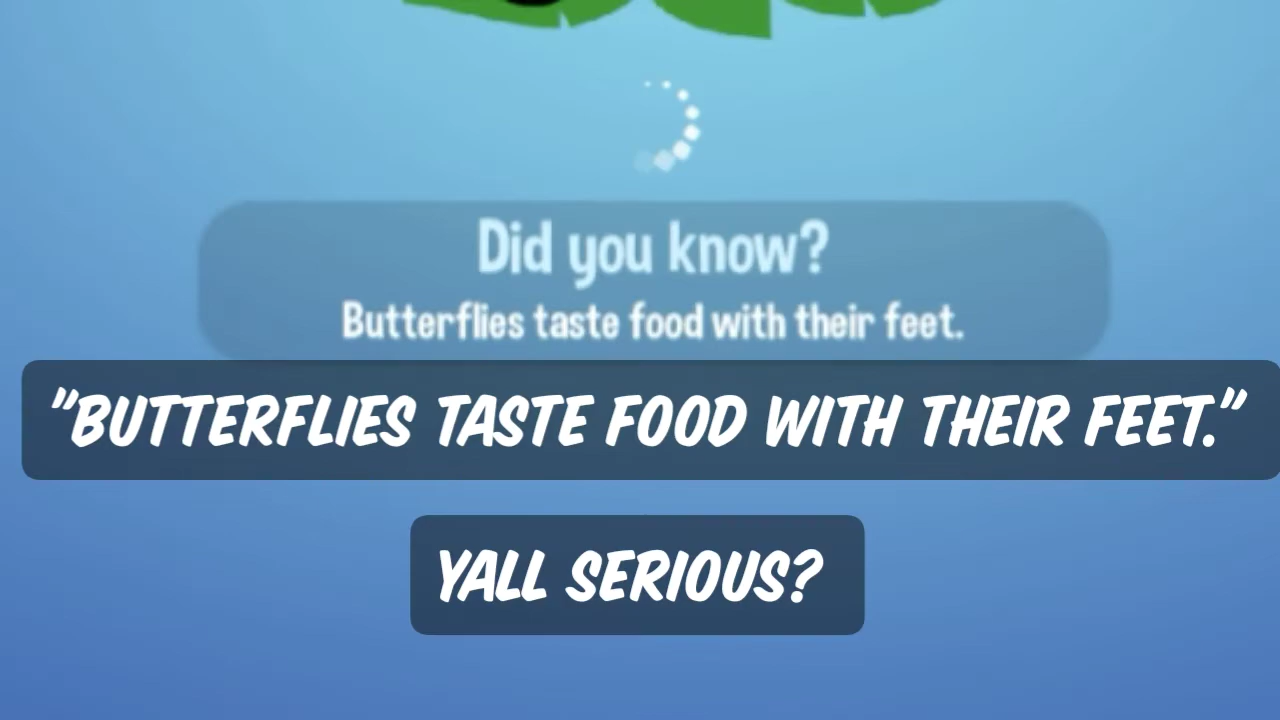 Did you know?
Butterflies taste food with their feet.
"BUTTERFLIES TASTE FOOD WITH THEIR FEET."
YALL SERIOUS?